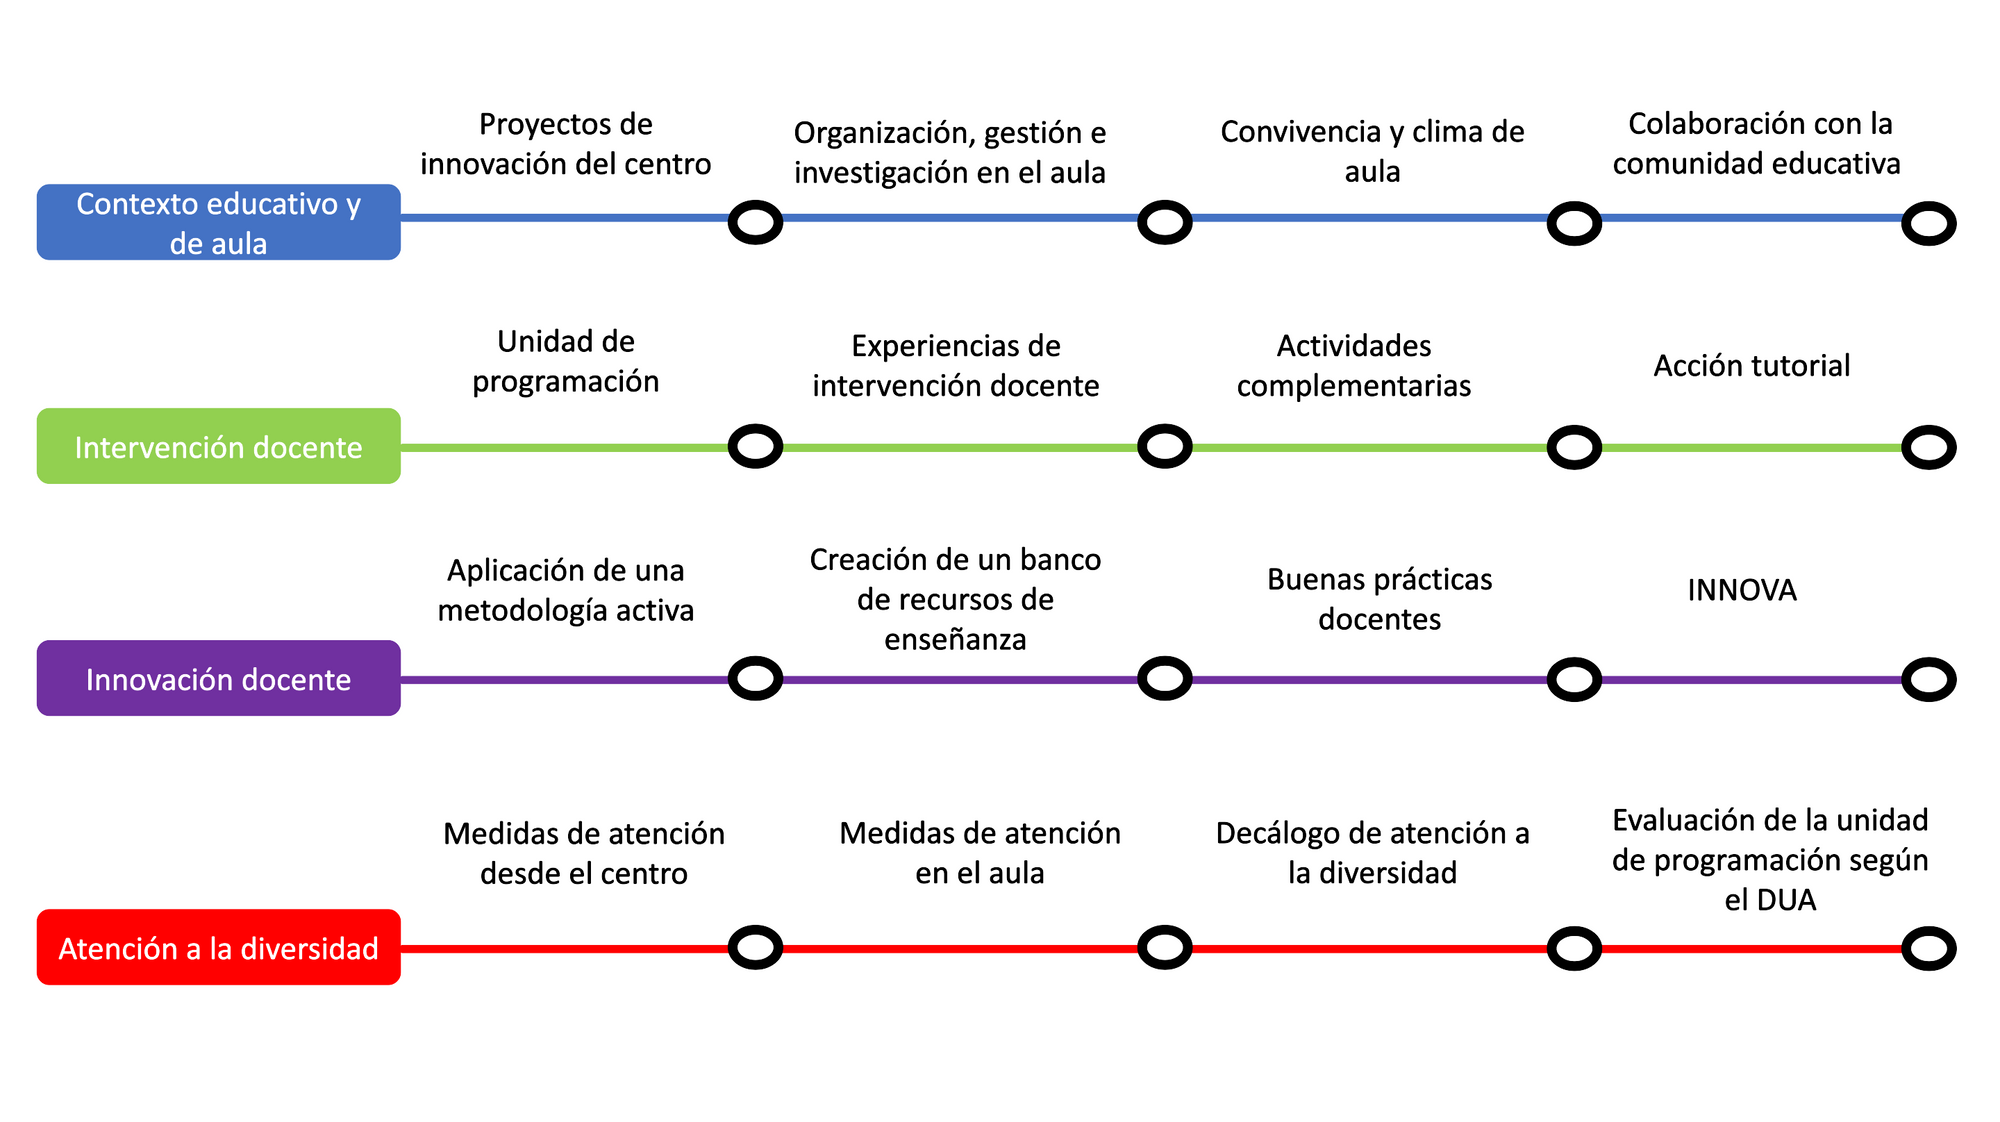 Proyectos de
innovación del centro
Organización, gestión e
investigación en el aula
Convivencia y clima de
aula
Colaboración con la
comunidad educativa
Contexto educativo y
de aula
Unidad de
programación
Experiencias de
intervención docente
Actividades
complementarias
Acción tutorial
Intervención docente
Aplicación de una
metodología activa
Creación de un banco
de recursos de
enseñanza
Buenas prácticas
docentes
INNOVA
Innovación docente
Medidas de atención
desde el centro
Medidas de atención
en el aula
Decálogo de atención a
la diversidad
Evaluación de la unidad
de programación según
el DUA
Atención a la diversidad